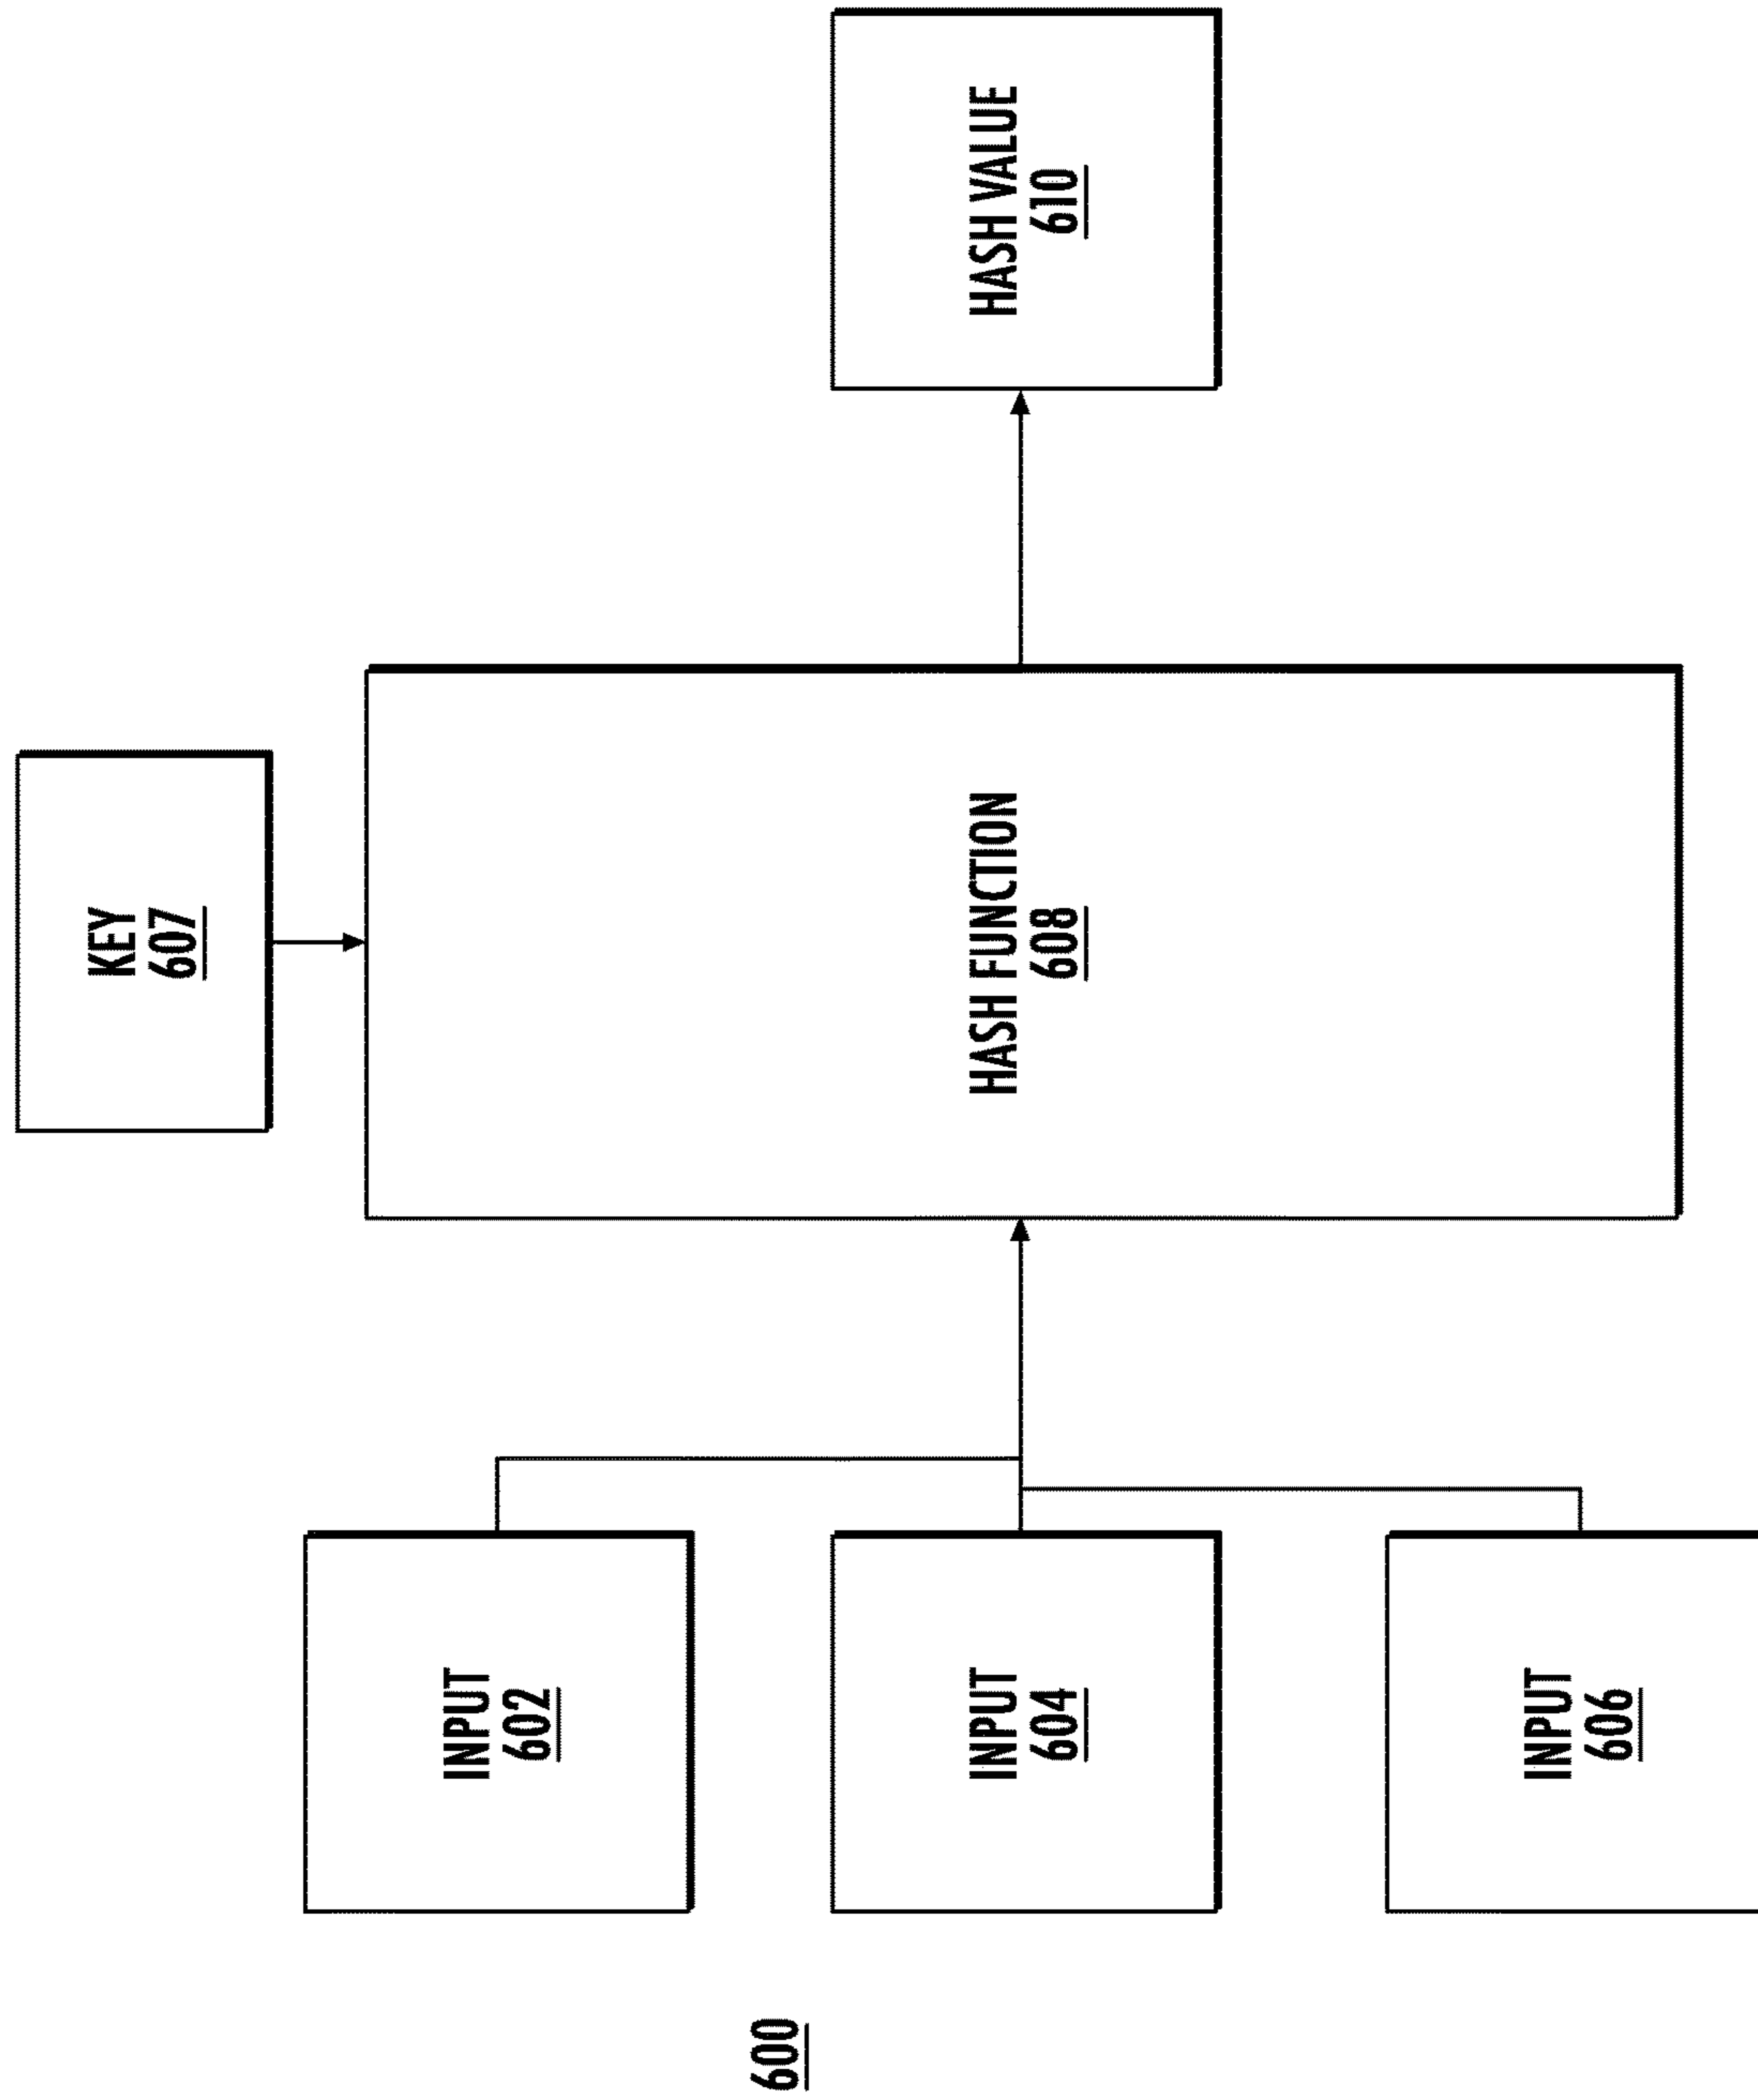 600
INPUT
602
INPUT
604
INPUT
606
KEY
607
HASH FUNCTION
608
HASH VALUE
610